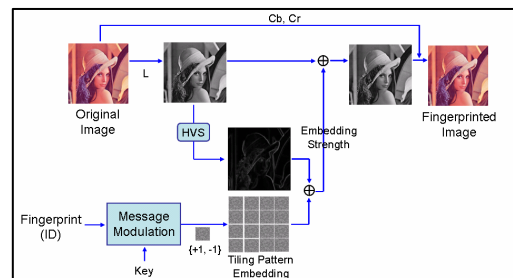 Cb, Cr
L
Original
Image
HVS
Embedding
Strength
Fingerprinted
Image
Fingerprint
(ID)
Message
Modulation
{+1, -1}
Key
Tiling Pattern
Embedding